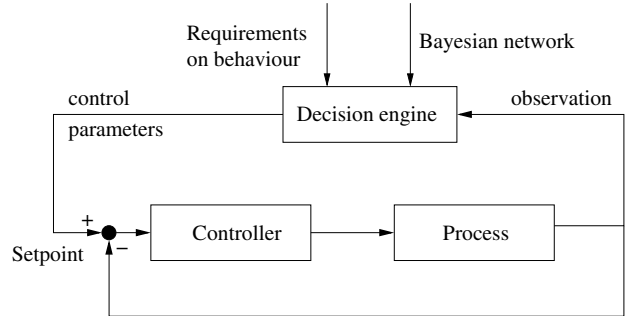 Requirements
on behaviour
Bayesian network
control
parameters
Decision engine
observation
+
−
Setpoint
Controller
Process